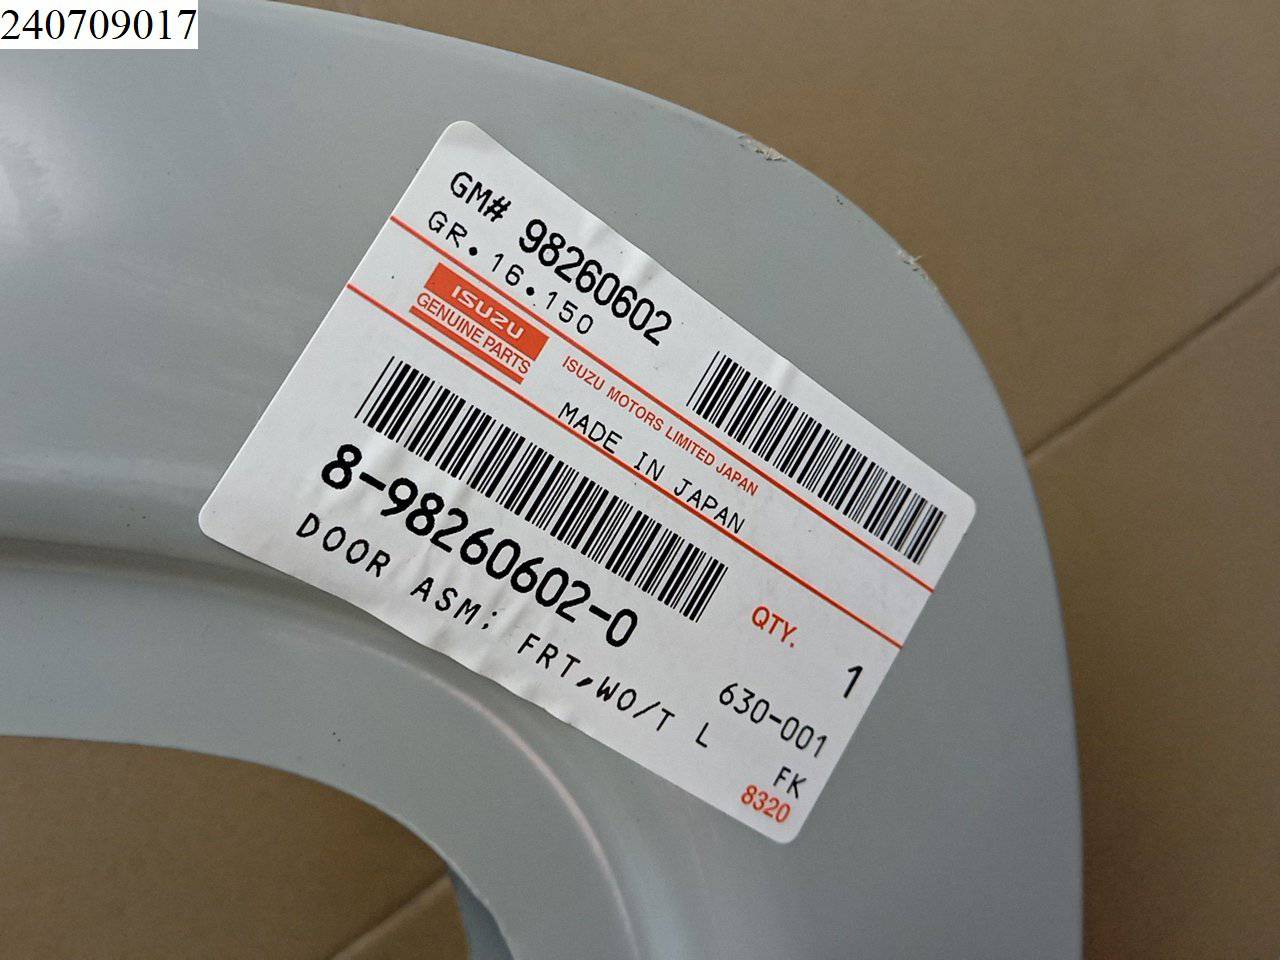 240709017
GM# 98260602
GR. 16.150
ISUZU
GENUINE PARTS
ISUZU MOTORS LIMITED JAPAN
MADE IN JAPAN
8-98260602-0
QTY. 1
DOOR ASM; FRT,WO/T L
630-001
FK
8320